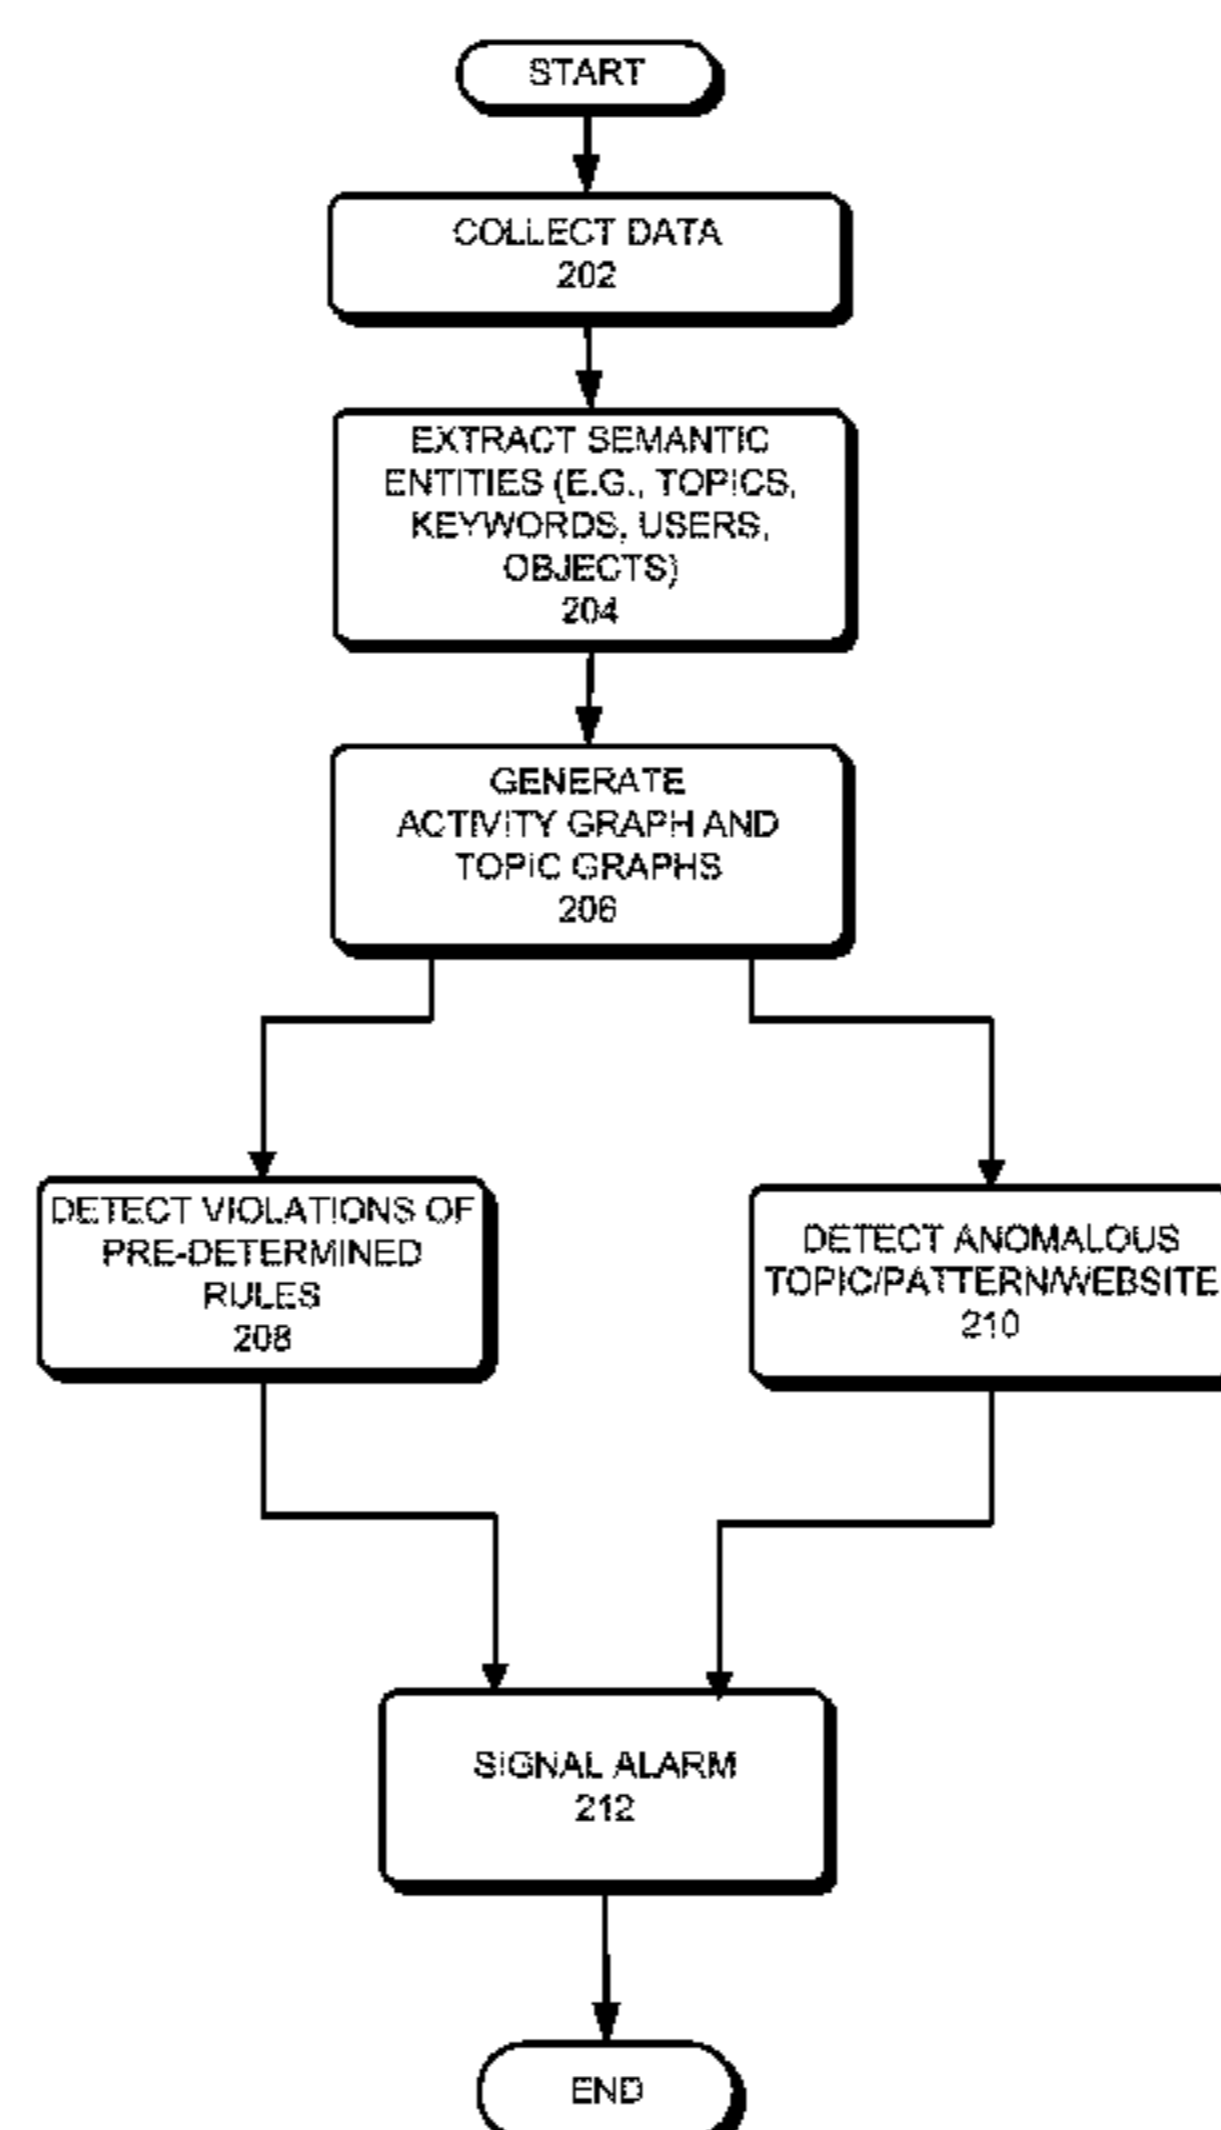 START
COLLECT DATA
202
EXTRACT SEMANTIC
ENTITIES (E.G., TOPICS,
KEYWORDS, USERS,
OBJECTS)
204
GENERATE
ACTIVITY GRAPH AND
TOPIC GRAPHS
206
DETECT VIOLATIONS OF
PRE-DETERMINED
RULES
208
DETECT ANOMALOUS
TOPIC/PATTERN/WEBSITE
210
SIGNAL ALARM
212
END